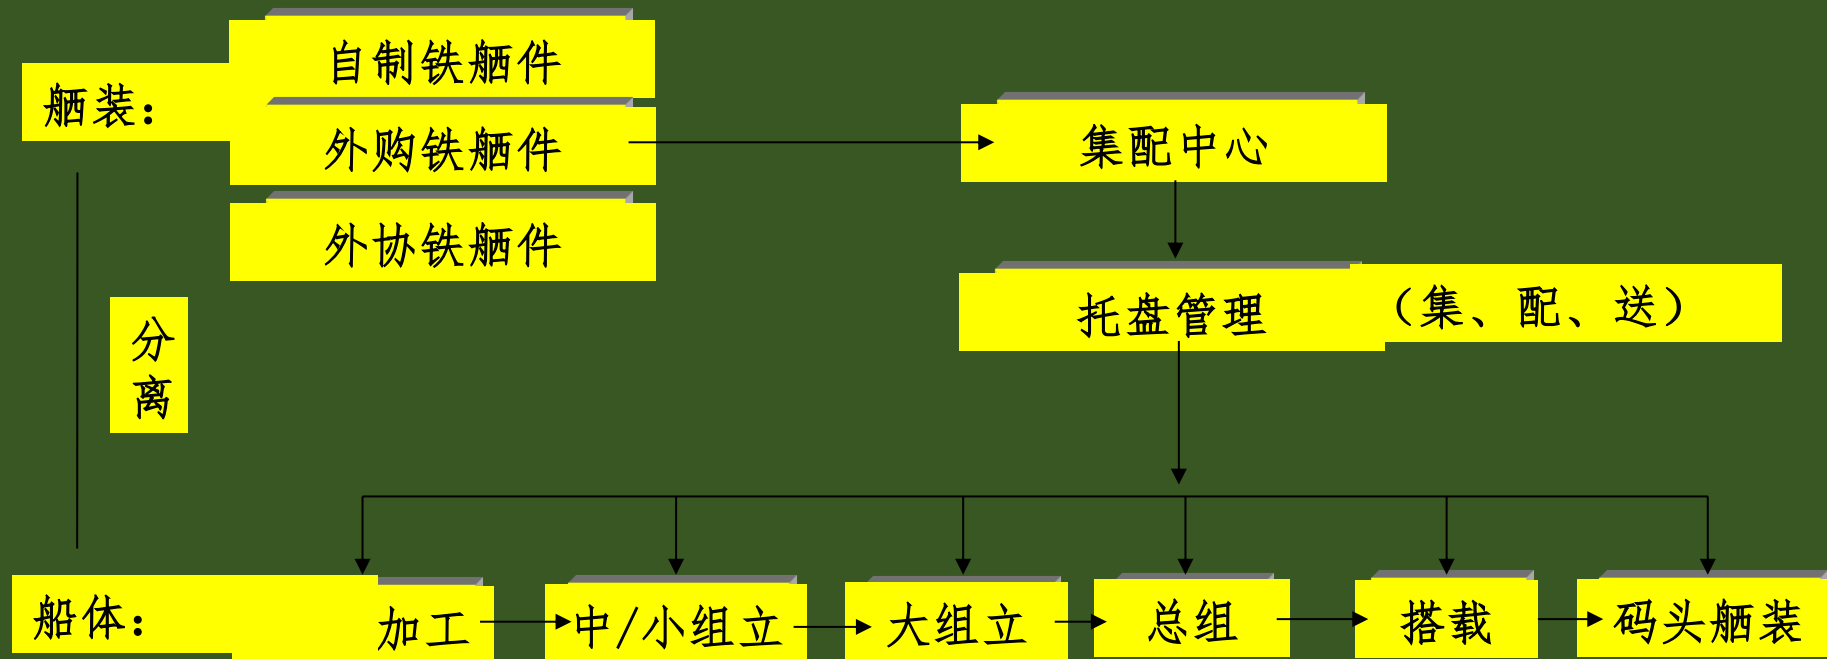 自制铁舾件
舾装：
外购铁舾件
集配中心
外协铁舾件
托盘管理
（集、配、送）
分
离
船体：
加工
中/小组立
大组立
总组
搭载
码头舾装